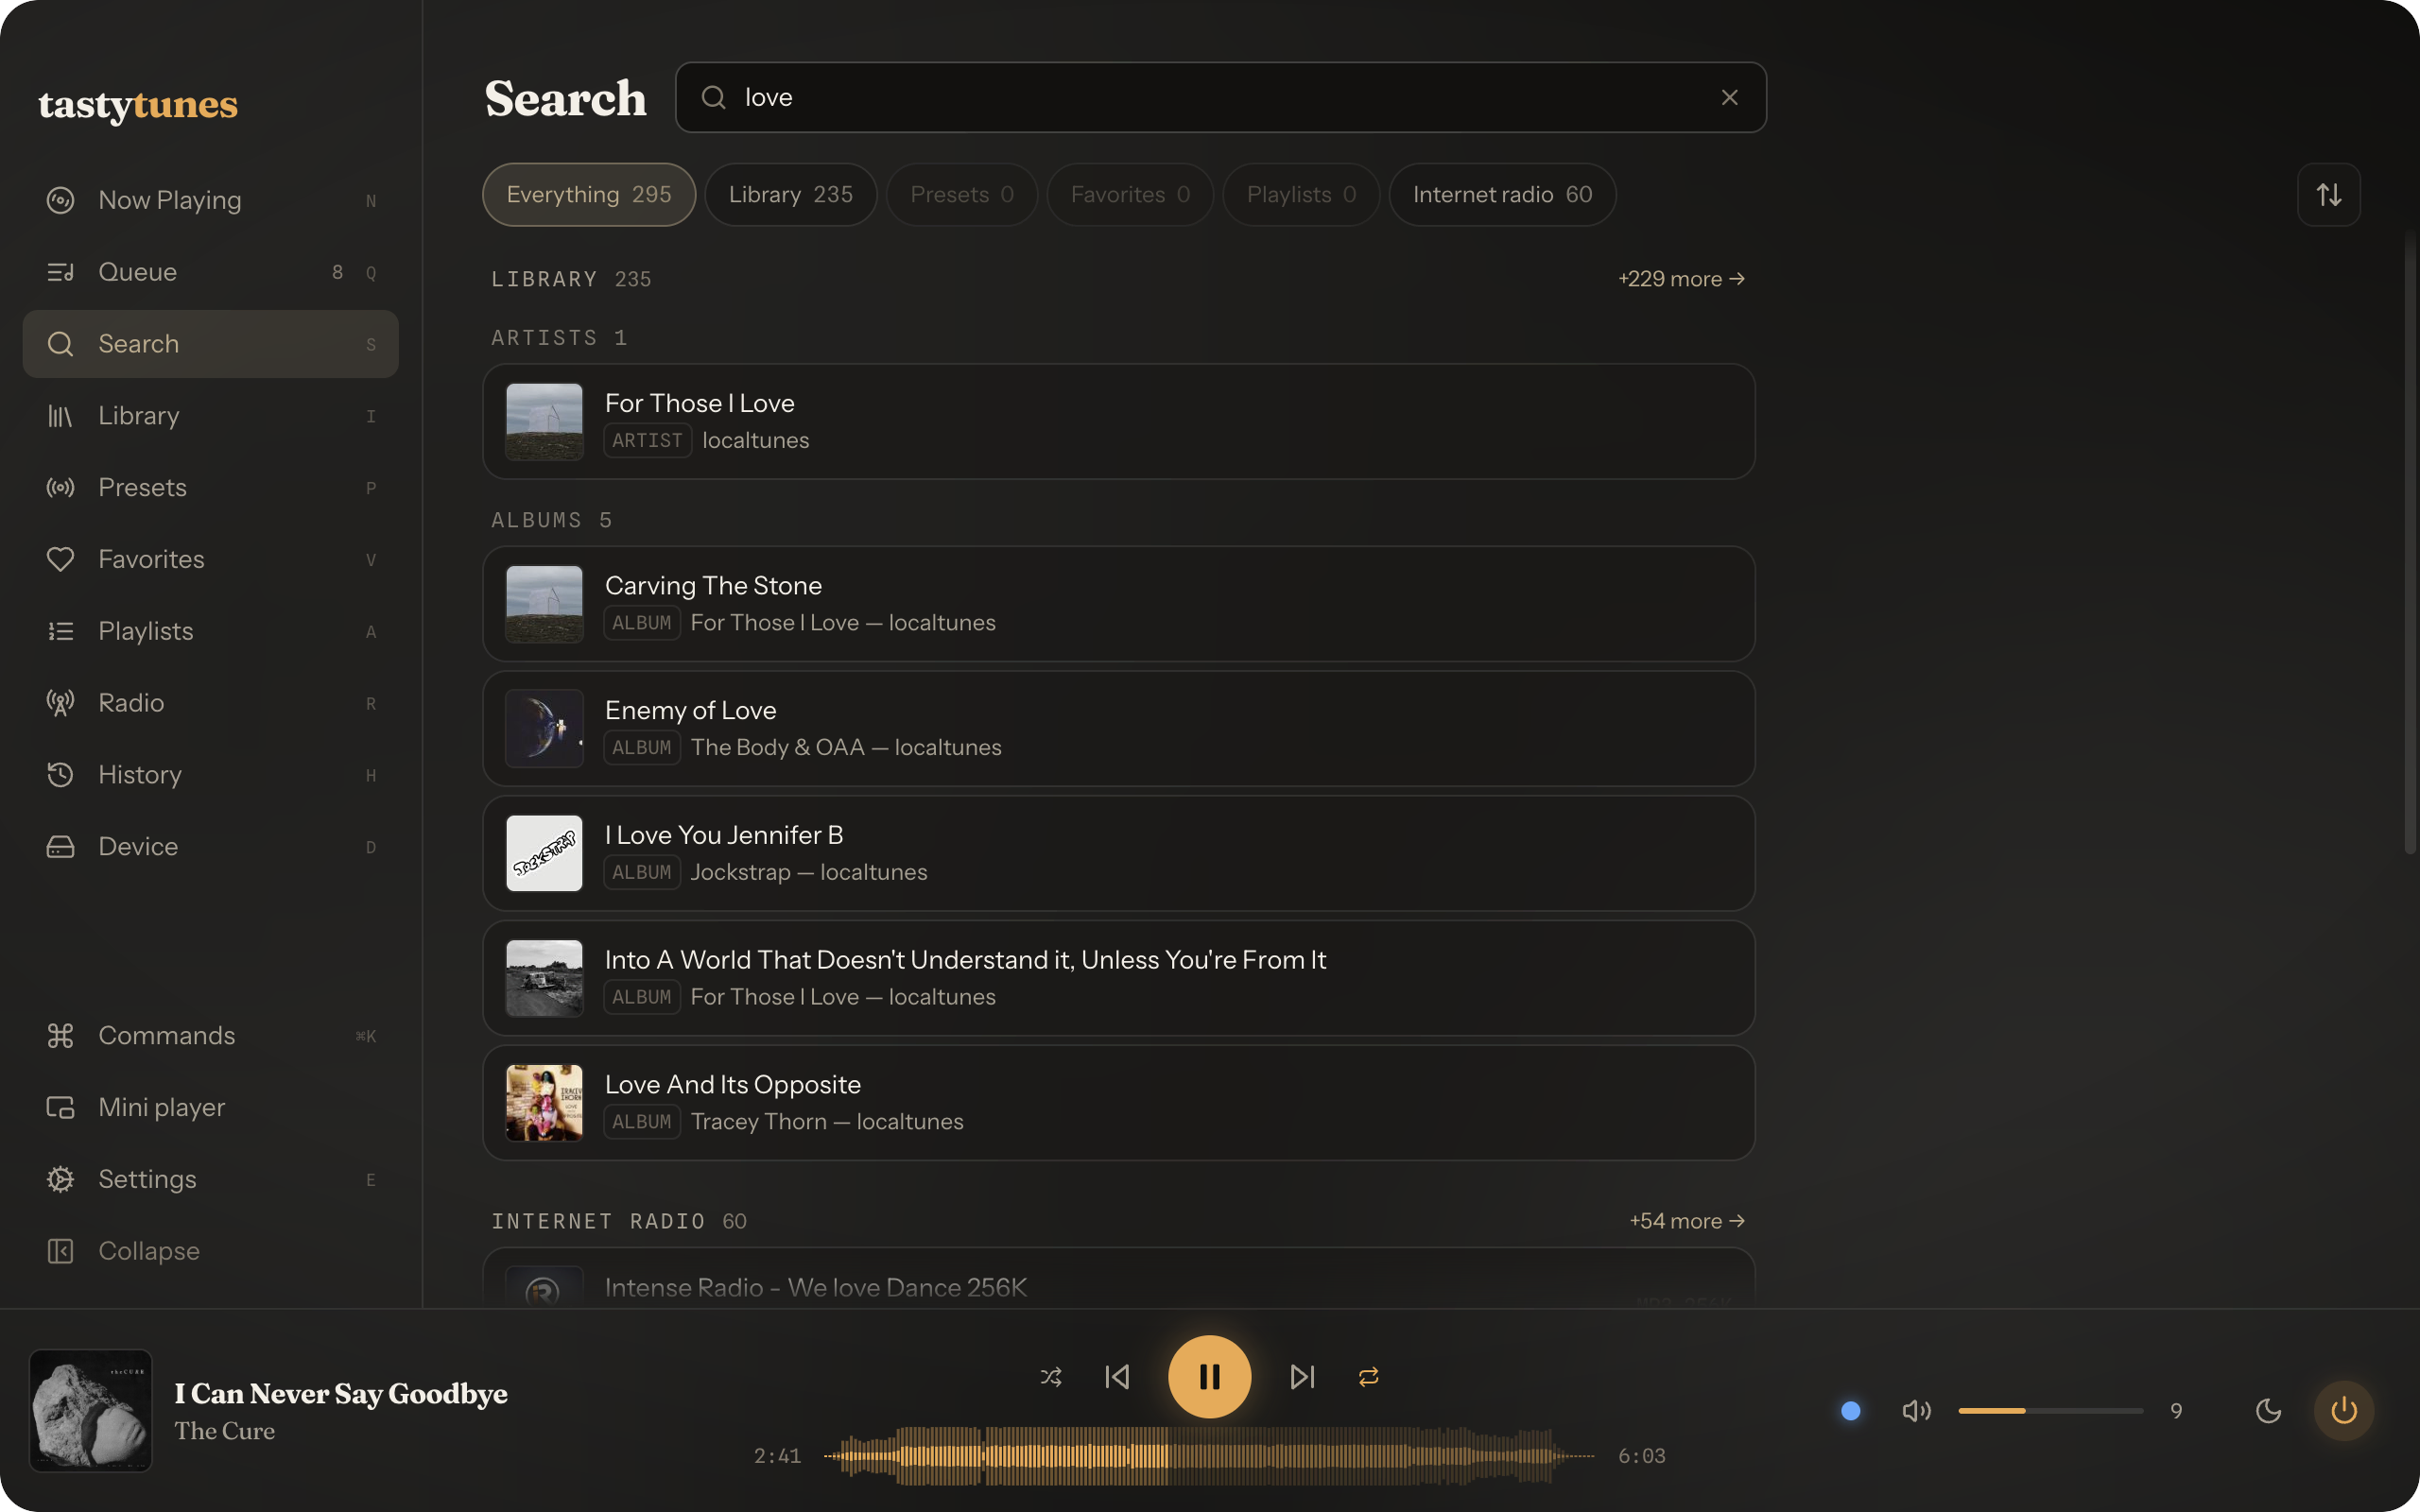 tastytunes
Search
love
Now Playing N
Queue 8 Q
Search S
Library I
Presets P
Favorites V
Playlists A
Radio R
History H
Device D
Commands ⌘K
Mini player
Settings E
Collapse
Everything 295 Library 235 Presets 0 Favorites 0 Playlists 0 Internet radio 60
LIBRARY 235 +229 more →
ARTISTS 1
For Those I Love
ARTIST localtunes
ALBUMS 5
Carving The Stone
ALBUM For Those I Love — localtunes
Enemy of Love
ALBUM The Body & OAA — localtunes
JOCKSTRAP
I Love You Jennifer B
ALBUM Jockstrap — localtunes
Into A World That Doesn't Understand it, Unless You're From It
ALBUM For Those I Love — localtunes
Love And Its Opposite
ALBUM Tracey Thorn — localtunes
INTERNET RADIO 60 +54 more →
Intense Radio - We love Dance 256K
I Can Never Say Goodbye
The Cure
2:41 6:03
9